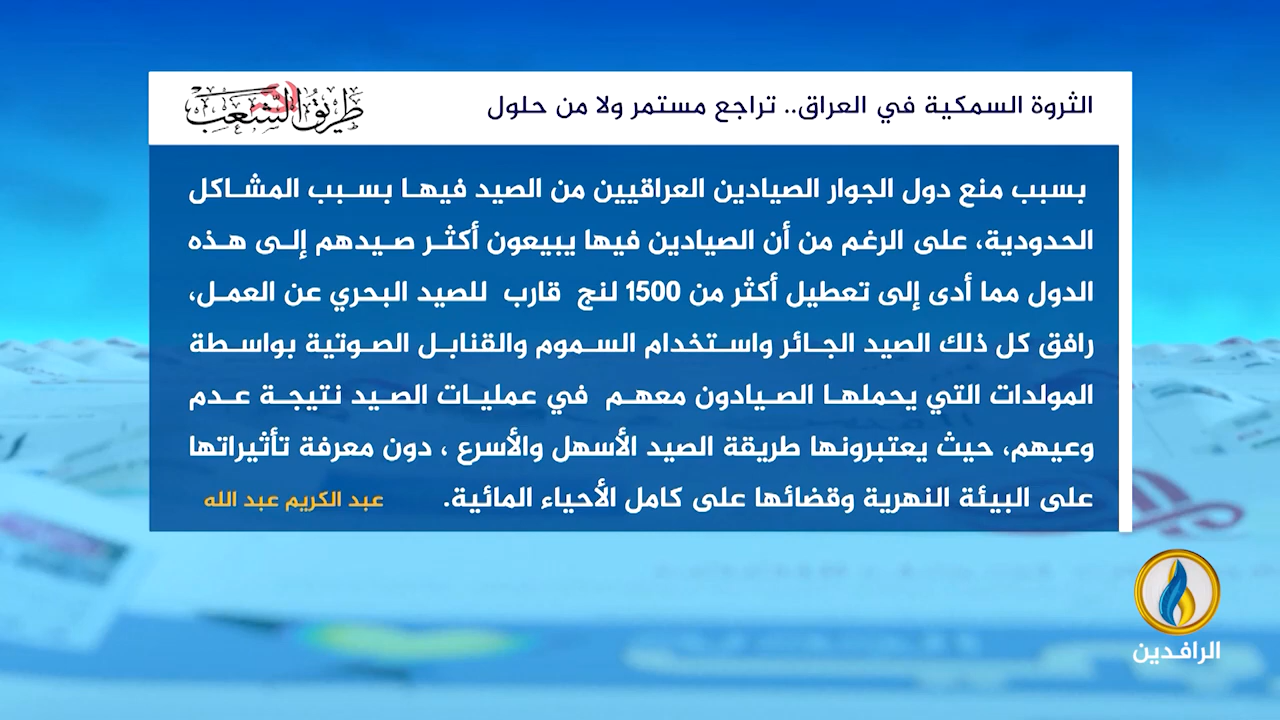 الثروة السمكية في العراق.. تراجع مستمر ولا من حلول
طريق الشعب
بسبب منع دول الجوار الصيادين العراقيين من الصيد فيها بسبب المشاكل
الحدودية، على الرغم من أن الصيادين فيها يبيعون أكثر صيدهم إلى هذه
الدول مما أدى إلى تعطيل أكثر من 1500 لنج قارب للصيد البحري عن العمل،
رافق كل ذلك الصيد الجائر واستخدام السموم والقنابل الصوتية بواسطة
المولدات التي يحملها الصيادون معهم في عمليات الصيد نتيجة عدم
وعيهم، حيث يعتبرونها طريقة الصيد الأسهل والأسرع ، دون معرفة تأثيراتها
على البيئة النهرية وقضائها على كامل الأحياء المائية.
عبد الكريم عبد الله
الرافدين